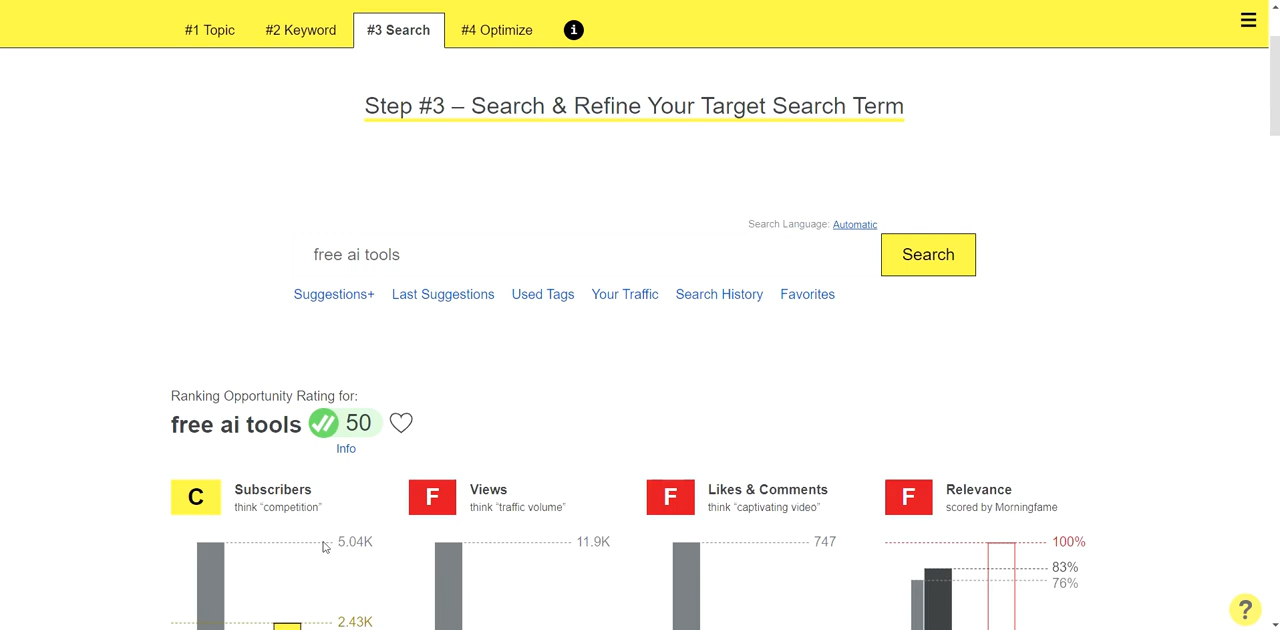 #1 Topic #2 Keyword #3 Search #4 Optimize i
Step #3 – Search & Refine Your Target Search Term
Search Language: Automatic
free ai tools Search
Suggestions+ Last Suggestions Used Tags Your Traffic Search History Favorites
Ranking Opportunity Rating for:
free ai tools 50
Info
C Subscribers F Views F Likes & Comments F Relevance
think “competition” think “traffic volume” think “captivating video” scored by Morningfame
5.04K 11.9K 747 100%
83%
76%
2.43K
?